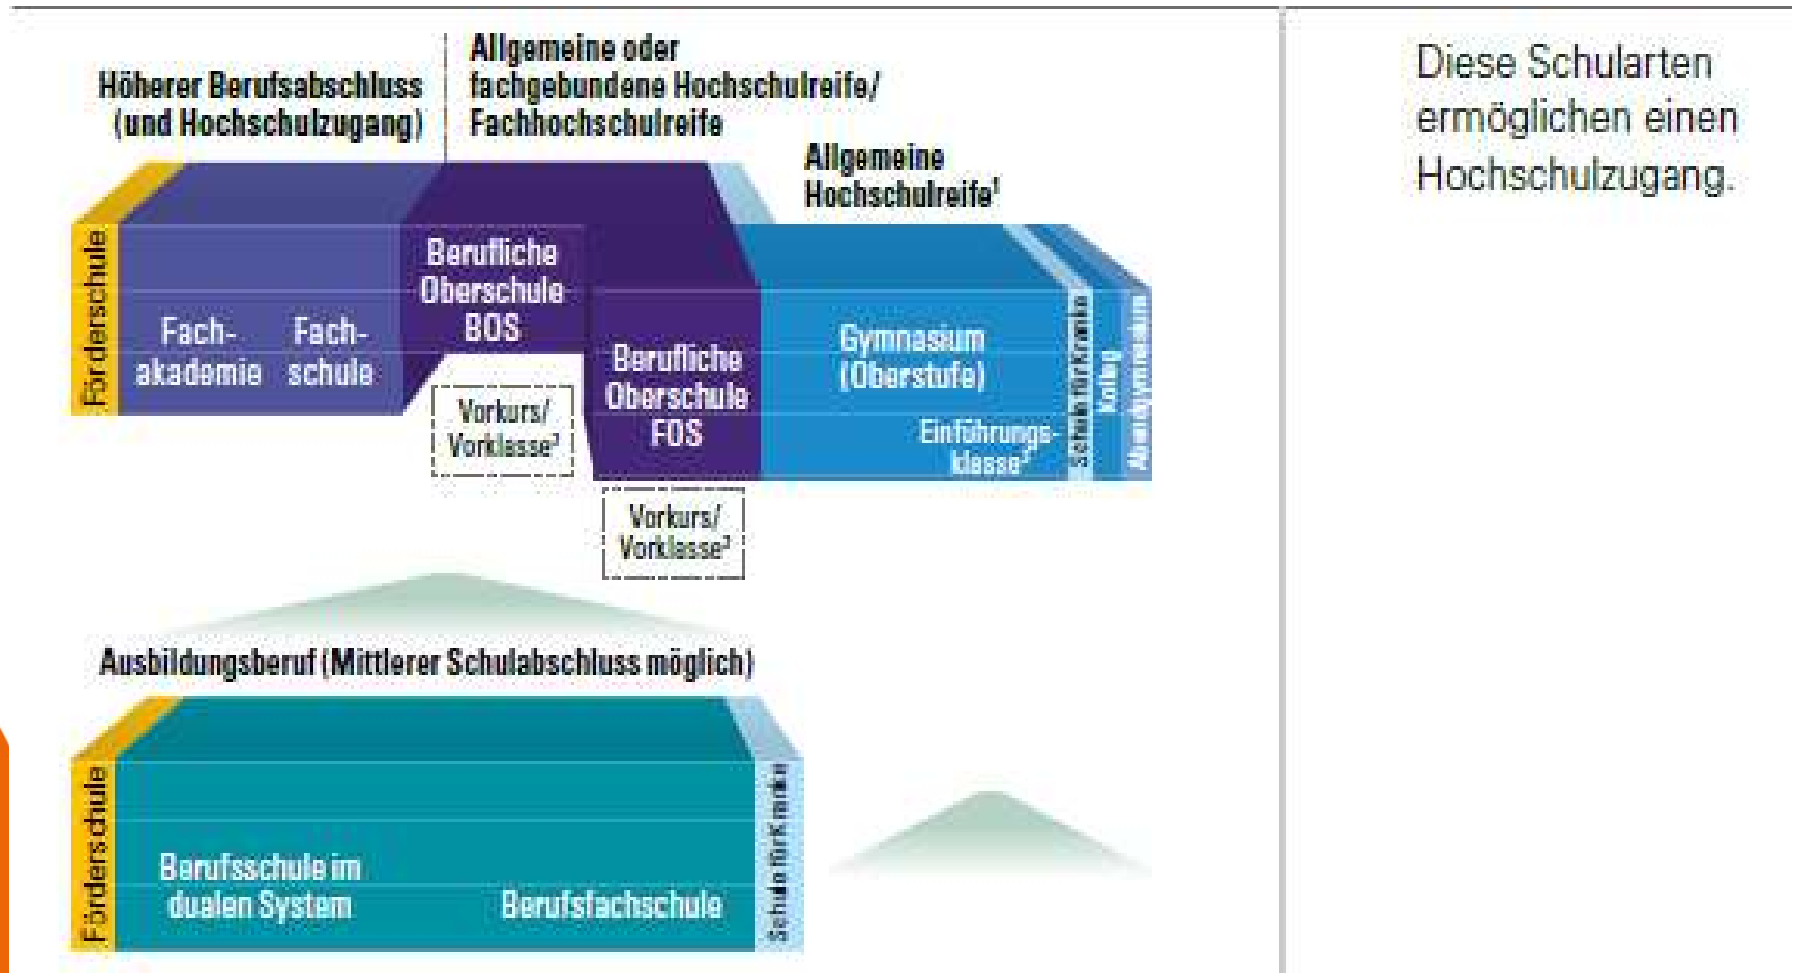 Höherer Berufsabschluss
(und Hochschulzugang)
Allgemeine oder
fachgebundene Hochschulreife/
Fachhochschulreife
Allgemeine
Hochschulreife¹
Diese Schularten
ermöglichen einen
Hochschulzugang.
Förderschule
Fach-
akademie
Fach-
schule
Berufliche
Oberschule
BOS
Vorkurs/
Vorklasse²
Berufliche
Oberschule
FOS
Vorkurs/
Vorklasse²
Gymnasium
(Oberstufe)
Einführungs-
klasse²
Schule für Kranke
Kolleg
Abendgymnasium
Ausbildungsberuf (Mittlerer Schulabschluss möglich)
Förderschule
Berufsschule im
dualen System
Berufsfachschule
Schule für Kranke